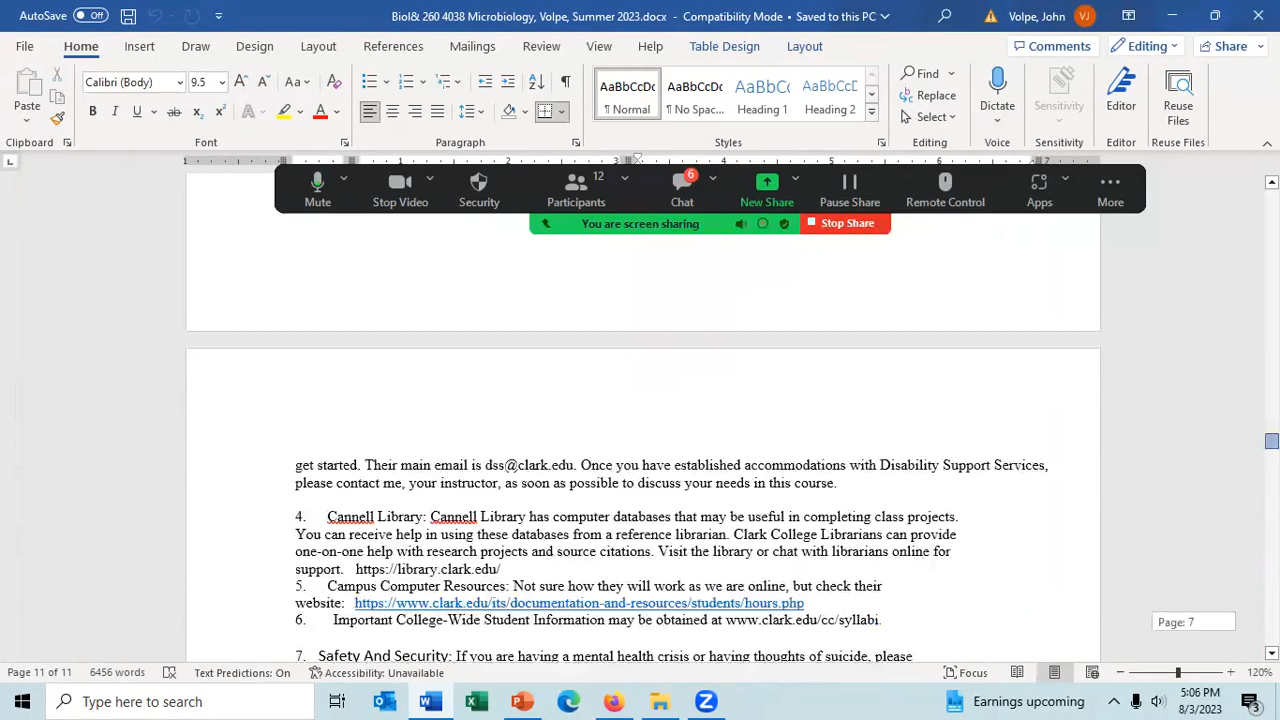 AutoSave Off Biol& 260 4038 Microbiology, Volpe, Summer 2023.docx - Compatibility Mode • Saved to this PC Volpe, John VJ
File Home Insert Draw Design Layout References Mailings Review View Help Table Design Layout Comments Editing Share
Calibri (Body) 9.5 Aa AaBbCcDc AaBbCcDc AaBbCcD AaBbCcD Find Replace Select
Paste B I U ab x₂ x² A A ¶ Normal ¶ No Spac... Heading 1 Heading 2 Dictate Sensitivity Editor Reuse Files
Clipboard Font Paragraph Styles Editing Voice Sensitivity Editor Reuse Files
1 1 2 3 4 5 6 7
Mute Stop Video Security Participants 12 Chat 6 New Share Pause Share Remote Control Apps More
You are screen sharing Stop Share
get started. Their main email is dss@clark.edu. Once you have established accommodations with Disability Support Services,
please contact me, your instructor, as soon as possible to discuss your needs in this course.
4. Cannell Library: Cannell Library has computer databases that may be useful in completing class projects.
You can receive help in using these databases from a reference librarian. Clark College Librarians can provide
one-on-one help with research projects and source citations. Visit the library or chat with librarians online for
support. https://library.clark.edu/
5. Campus Computer Resources: Not sure how they will work as we are online, but check their
website: https://www.clark.edu/its/documentation-and-resources/students/hours.php
6. Important College-Wide Student Information may be obtained at www.clark.edu/cc/syllabi.
Page: 7
7. Safety And Security: If you are having a mental health crisis or having thoughts of suicide, please
Page 11 of 11 6456 words Text Predictions: On Accessibility: Unavailable Focus 120%
Type here to search Earnings upcoming 5:06 PM
8/3/2023 3